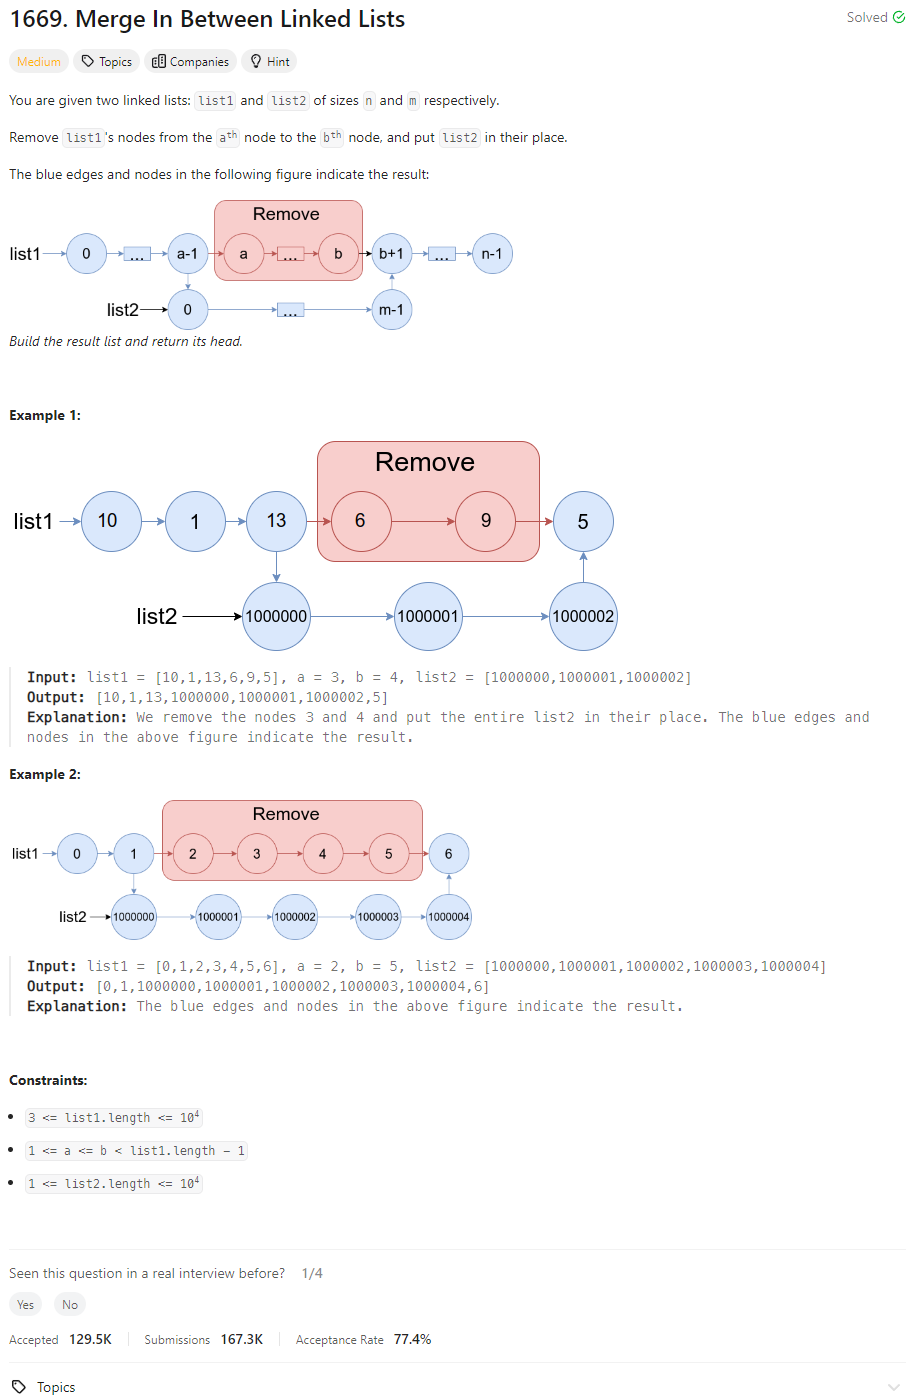 1669. Merge In Between Linked Lists
Solved
Medium Topics Companies Hint
You are given two linked lists: list1 and list2 of sizes n and m respectively.
Remove list1's nodes from the aᵗʰ node to the bᵗʰ node, and put list2 in their place.
The blue edges and nodes in the following figure indicate the result:
Remove
list1 0 ... a-1 a ... b b+1 ... n-1
list2 0 ... m-1
Build the result list and return its head.
Example 1:
Remove
list1 10 1 13 6 9 5
list2 1000000 1000001 1000002
Input: list1 = [10,1,13,6,9,5], a = 3, b = 4, list2 = [1000000,1000001,1000002]
Output: [10,1,13,1000000,1000001,1000002,5]
Explanation: We remove the nodes 3 and 4 and put the entire list2 in their place. The blue edges and
nodes in the above figure indicate the result.
Example 2:
Remove
list1 0 1 2 3 4 5 6
list2 1000000 1000001 1000002 1000003 1000004
Input: list1 = [0,1,2,3,4,5,6], a = 2, b = 5, list2 = [1000000,1000001,1000002,1000003,1000004]
Output: [0,1,1000000,1000001,1000002,1000003,1000004,6]
Explanation: The blue edges and nodes in the above figure indicate the result.
Constraints:
3 <= list1.length <= 10⁴
1 <= a <= b < list1.length - 1
1 <= list2.length <= 10⁴
Seen this question in a real interview before? 1/4
Yes No
Accepted 129.5K Submissions 167.3K Acceptance Rate 77.4%
Topics